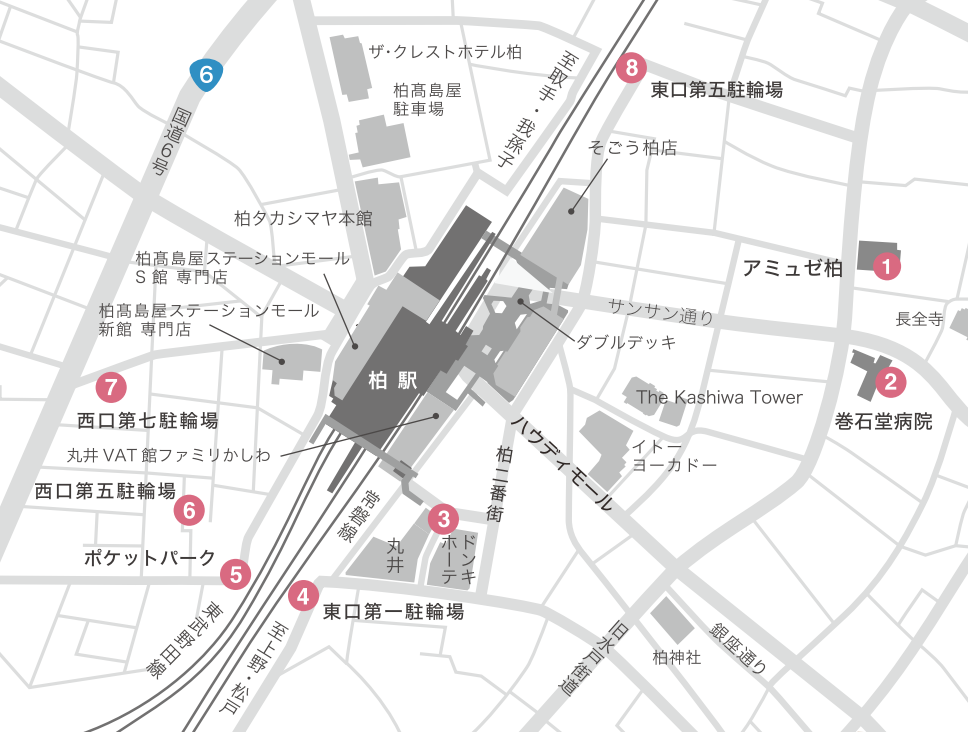 ザ・クレストホテル柏
至取手・我孫子
8
6
東口第五駐輪場
柏髙島屋
駐車場
国道6号
そごう柏店
柏タカシマヤ本館
柏髙島屋ステーションモール
S 館 専門店
アミュゼ柏
1
柏髙島屋ステーションモール
新館 専門店
サンサン通り
長全寺
ダブルデッキ
柏 駅
7
2
The Kashiwa Tower
西口第七駐輪場
ハウディモール
巻石堂病院
丸井 VAT 館ファミリかしわ
柏二番街
イトー
ヨーカドー
西口第五駐輪場
6
常磐線
3
丸井
ドンキ
ホーテ
ポケットパーク
5
4
東口第一駐輪場
東武野田線
至上野・松戸
旧水戸街道
柏神社
銀座通り